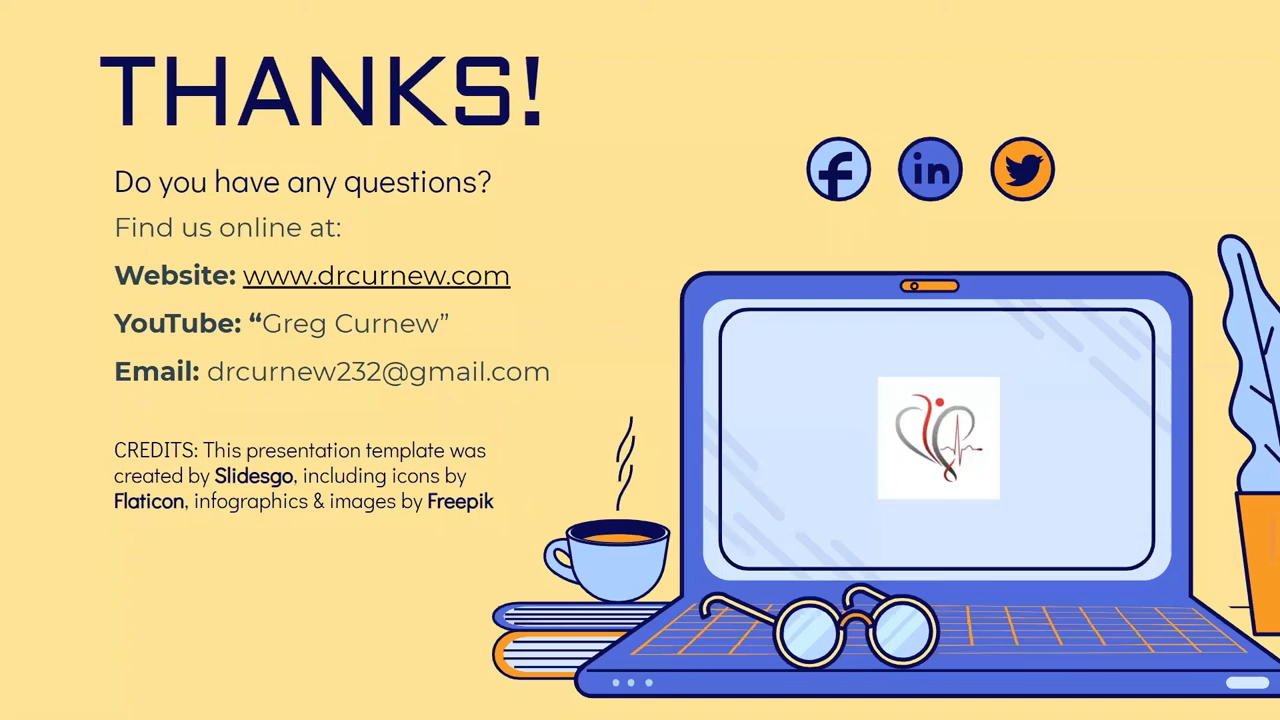 THANKS!
Do you have any questions?
Find us online at:
Website: www.drcurnew.com
YouTube: “Greg Curnew”
Email: drcurnew232@gmail.com
CREDITS: This presentation template was
created by Slidesgo, including icons by
Flaticon, infographics & images by Freepik
in